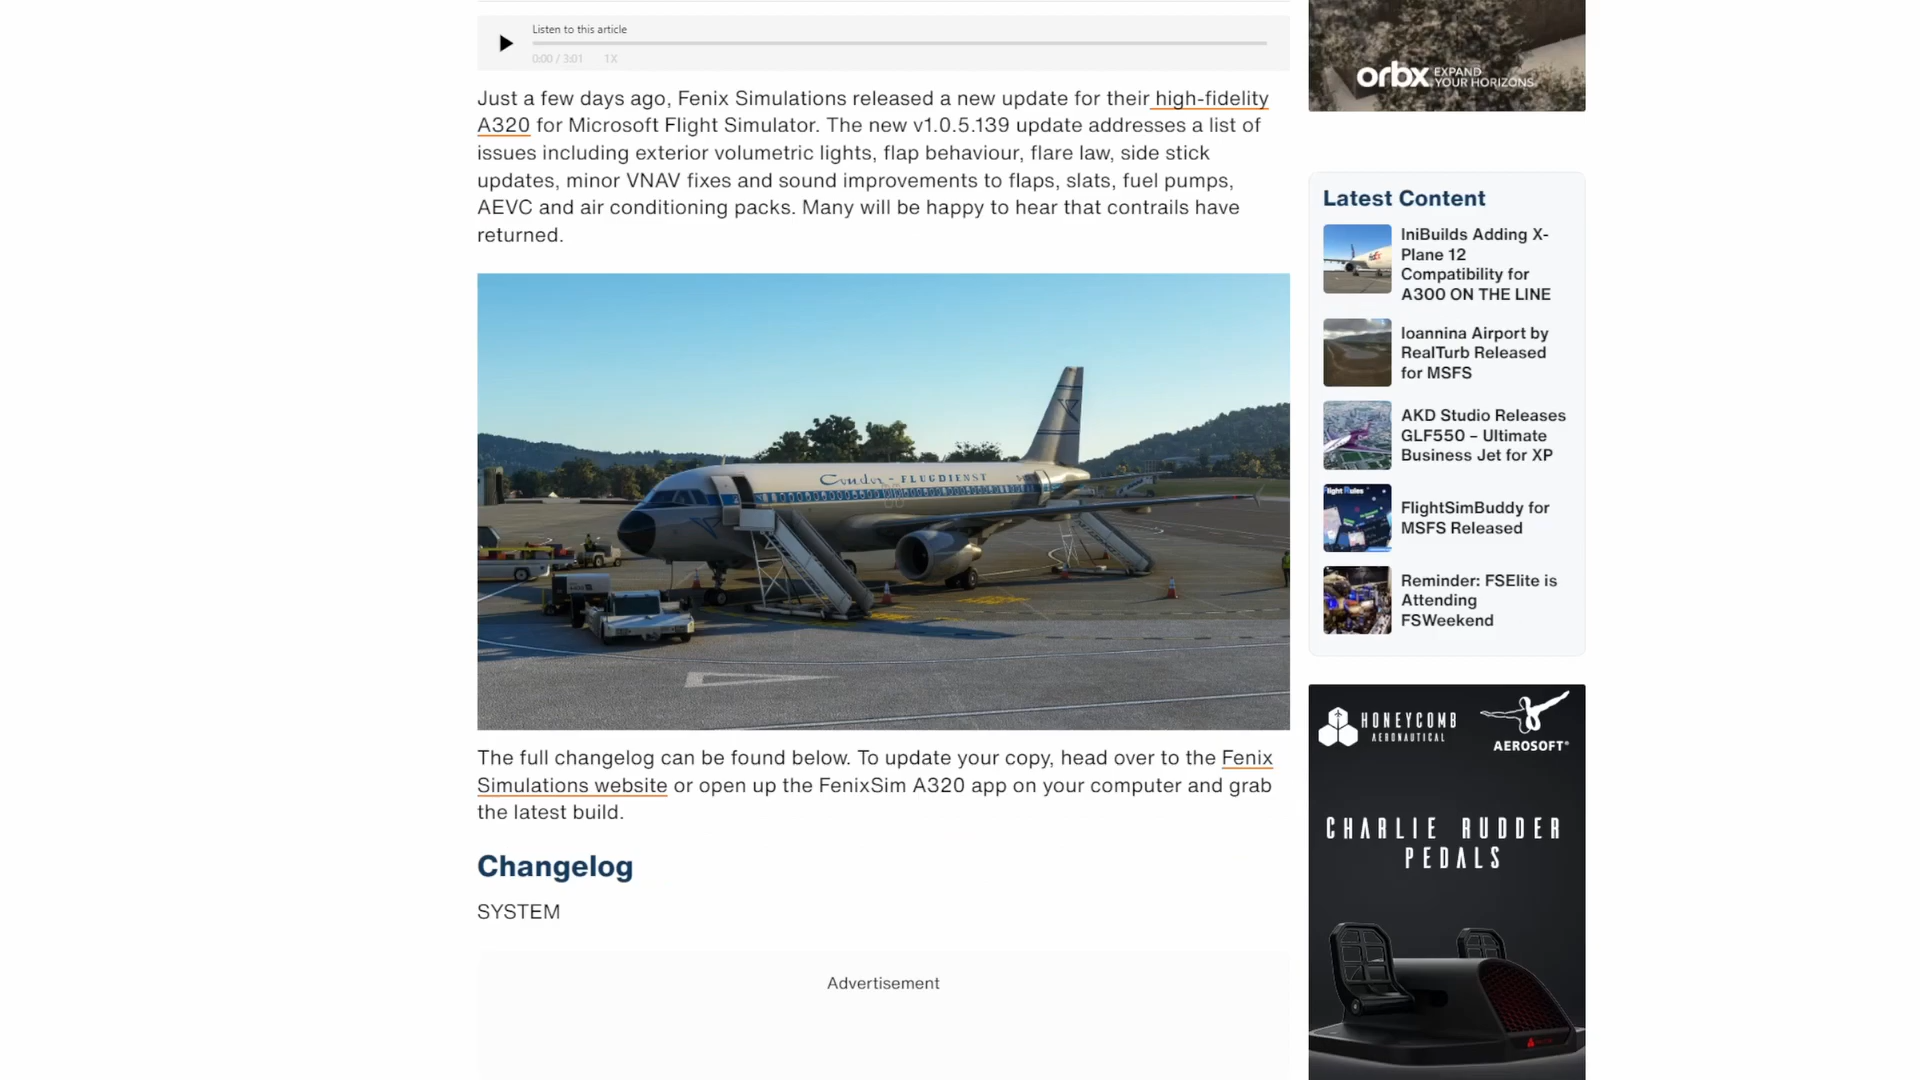 Listen to this article
0:00 / 3:01 1X
Just a few days ago, Fenix Simulations released a new update for their high-fidelity
A320 for Microsoft Flight Simulator. The new v1.0.5.139 update addresses a list of
issues including exterior volumetric lights, flap behaviour, flare law, side stick
updates, minor VNAV fixes and sound improvements to flaps, slats, fuel pumps,
AEVC and air conditioning packs. Many will be happy to hear that contrails have
returned.
Condor - FLUGDIENST
The full changelog can be found below. To update your copy, head over to the Fenix
Simulations website or open up the FenixSim A320 app on your computer and grab
the latest build.
Changelog
SYSTEM
Advertisement
orbx EXPAND
YOUR HORIZONS
Latest Content
IniBuilds Adding X-
Plane 12
Compatibility for
A300 ON THE LINE
Ioannina Airport by
RealTurb Released
for MSFS
AKD Studio Releases
GLF550 – Ultimate
Business Jet for XP
FlightSimBuddy for
MSFS Released
Reminder: FSElite is
Attending
FSWeekend
HONEYCOMB
AERONAUTICAL
AEROSOFT
CHARLIE RUDDER
PEDALS